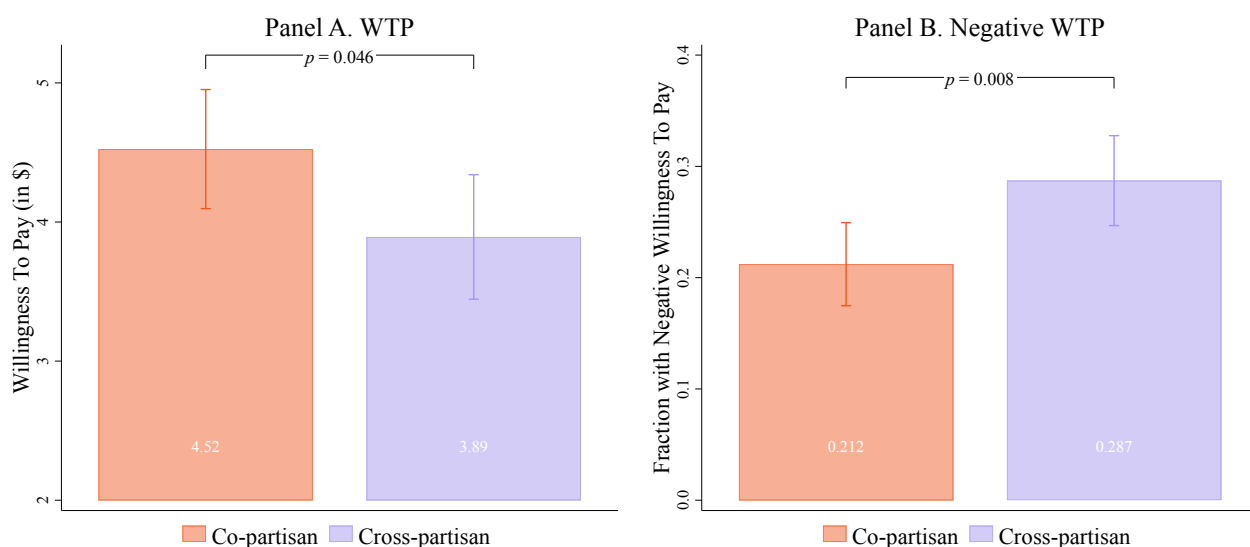 Panel A. WTP
p = 0.046
Willingness To Pay (in $)
5
4
3
2
4.52
3.89
Co-partisan
Cross-partisan
Panel B. Negative WTP
p = 0.008
Fraction with Negative Willingness To Pay
0.4
0.3
0.2
0.1
0.0
0.212
0.287
Co-partisan
Cross-partisan